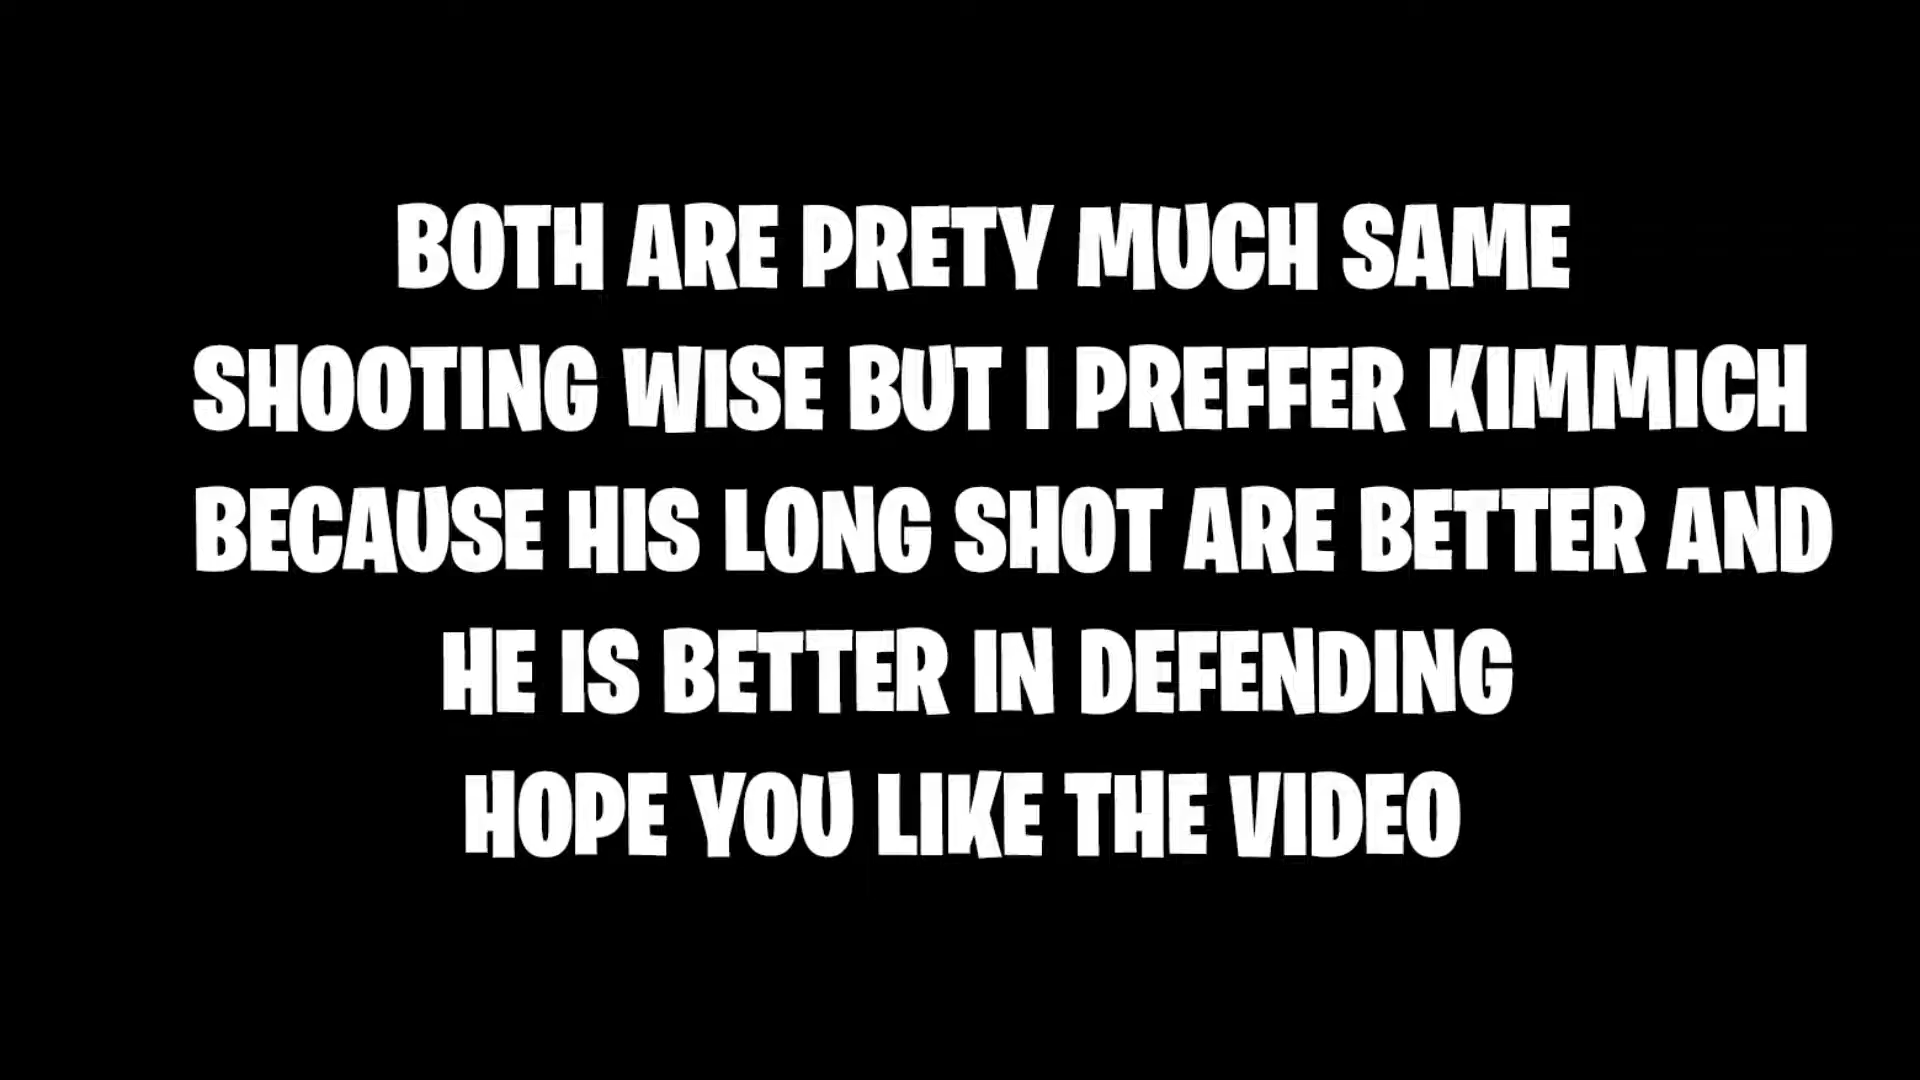 BOTH ARE PRETY MUCH SAME
SHOOTING WISE BUT I PREFFER KIMMICH
BECAUSE HIS LONG SHOT ARE BETTER AND
HE IS BETTER IN DEFENDING
HOPE YOU LIKE THE VIDEO